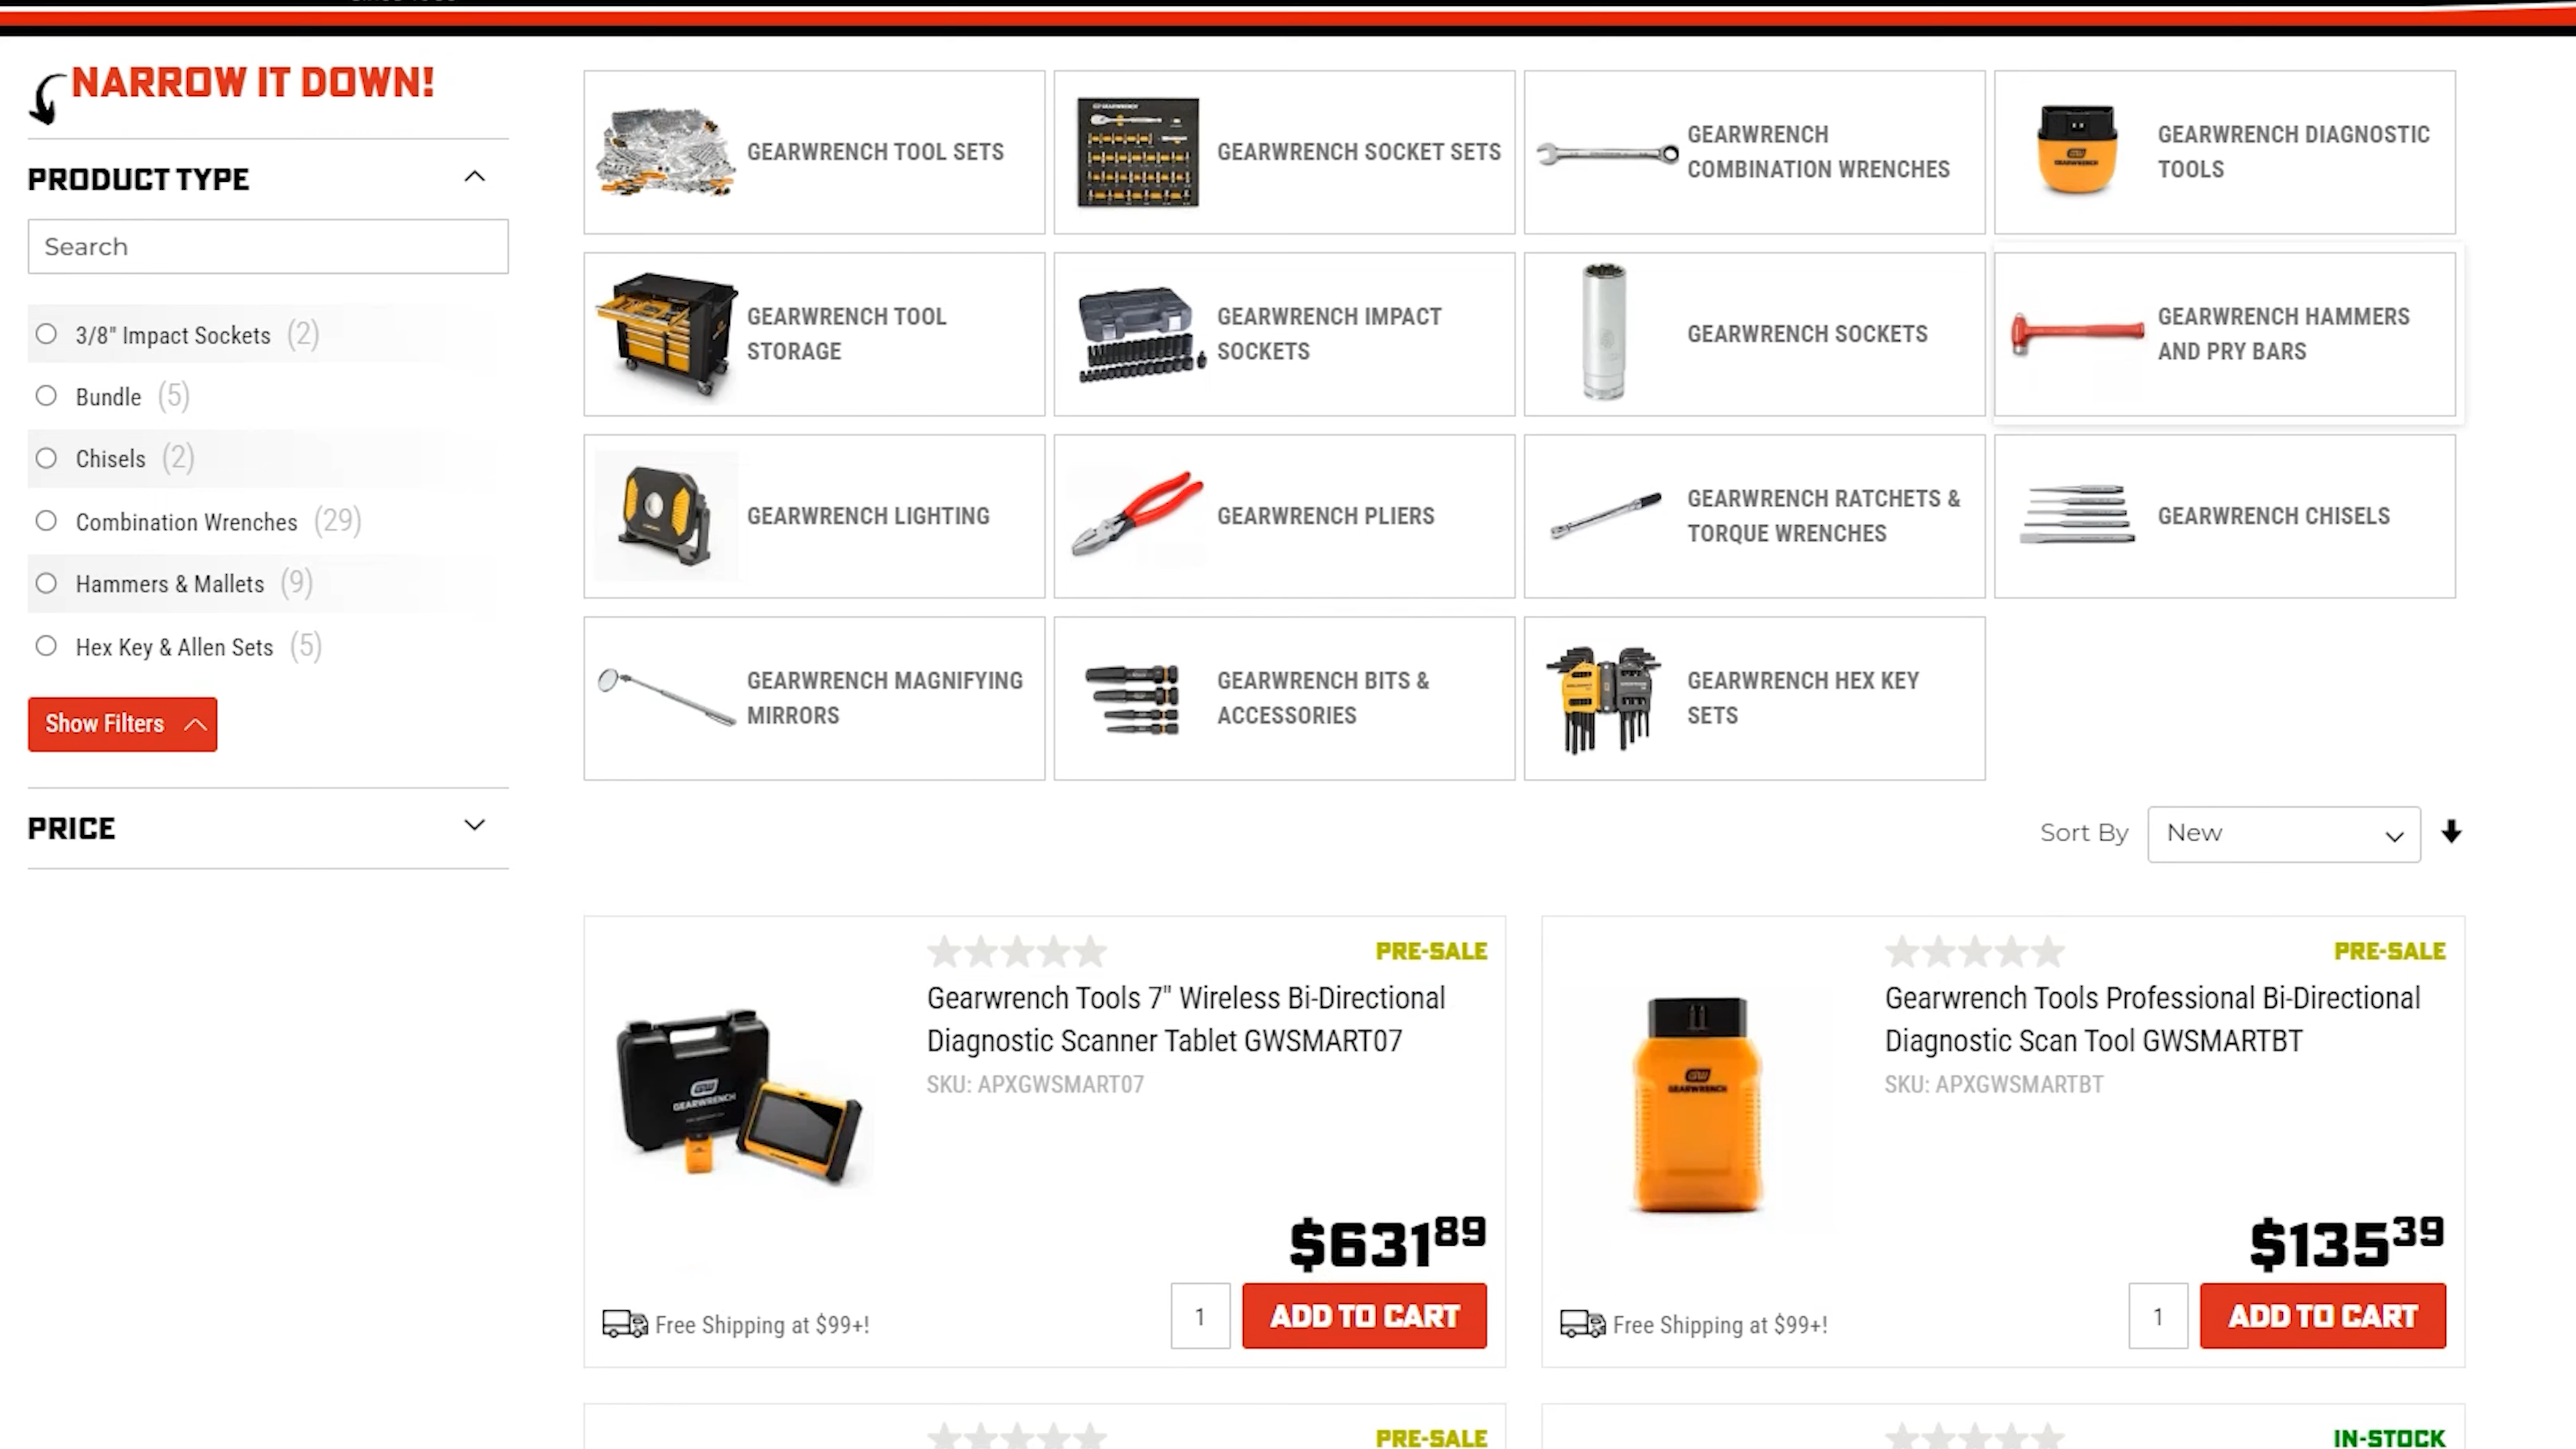 NARROW IT DOWN!
PRODUCT TYPE
Search
3/8" Impact Sockets (2)
Bundle (5)
Chisels (2)
Combination Wrenches (29)
Hammers & Mallets (9)
Hex Key & Allen Sets (5)
Show Filters
PRICE
GEARWRENCH TOOL SETS
GEARWRENCH
GEARWRENCH SOCKET SETS
GEARWRENCH
COMBINATION WRENCHES
GEARWRENCH
GEARWRENCH DIAGNOSTIC
TOOLS
GEARWRENCH TOOL
STORAGE
GEARWRENCH IMPACT
SOCKETS
GEARWRENCH SOCKETS
GEARWRENCH HAMMERS
AND PRY BARS
GEARWRENCH LIGHTING
GEARWRENCH PLIERS
GEARWRENCH RATCHETS &
TORQUE WRENCHES
GEARWRENCH CHISELS
GEARWRENCH MAGNIFYING
MIRRORS
GEARWRENCH BITS &
ACCESSORIES
GEARWRENCH HEX KEY
SETS
Sort By New
PRE-SALE
Gearwrench Tools 7" Wireless Bi-Directional
Diagnostic Scanner Tablet GWSMART07
SKU: APXGWSMART07
GW
GEARWRENCH
$631 89
Free Shipping at $99+!
1
ADD TO CART
PRE-SALE
Gearwrench Tools Professional Bi-Directional
Diagnostic Scan Tool GWSMARTBT
SKU: APXGWSMARTBT
GW
GEARWRENCH
$135 39
Free Shipping at $99+!
1
ADD TO CART
PRE-SALE
IN-STOCK